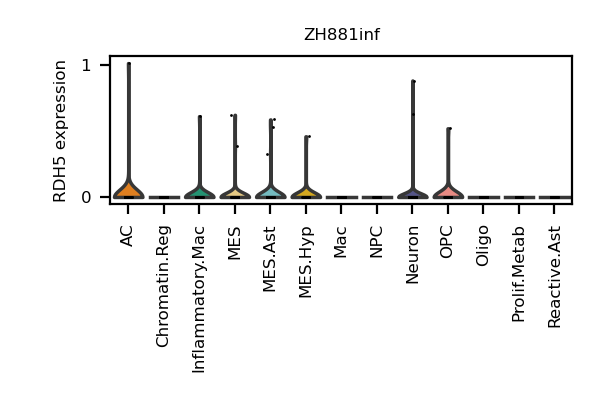 ZH881inf
RDH5 expression
1
0
AC
Chromatin.Reg
Inflammatory.Mac
MES
MES.Ast
MES.Hyp
Mac
NPC
Neuron
OPC
Oligo
Prolif.Metab
Reactive.Ast